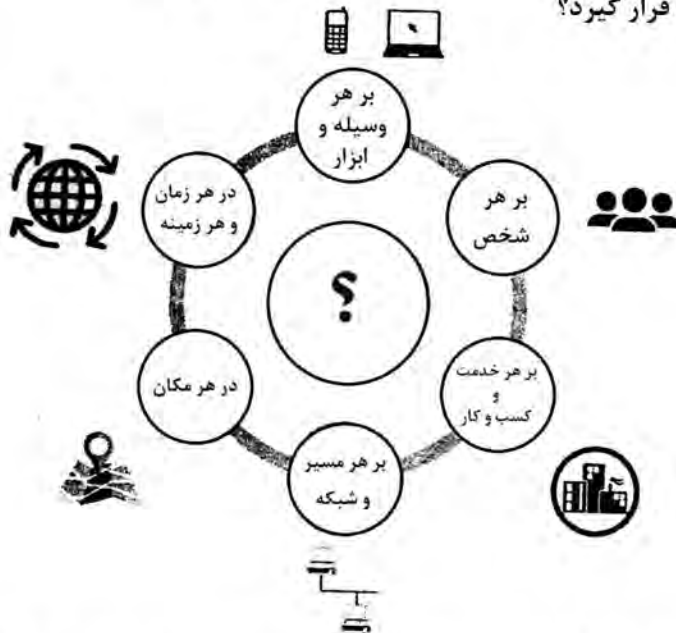 قرار گیرد؟
بر هر
وسیله و
ابزار
بر هر
شخص
در هر زمان
و هر زمینه
؟
بر هر خدمت
و
کسب و کار
در هر مکان
بر هر مسیر
و شبکه